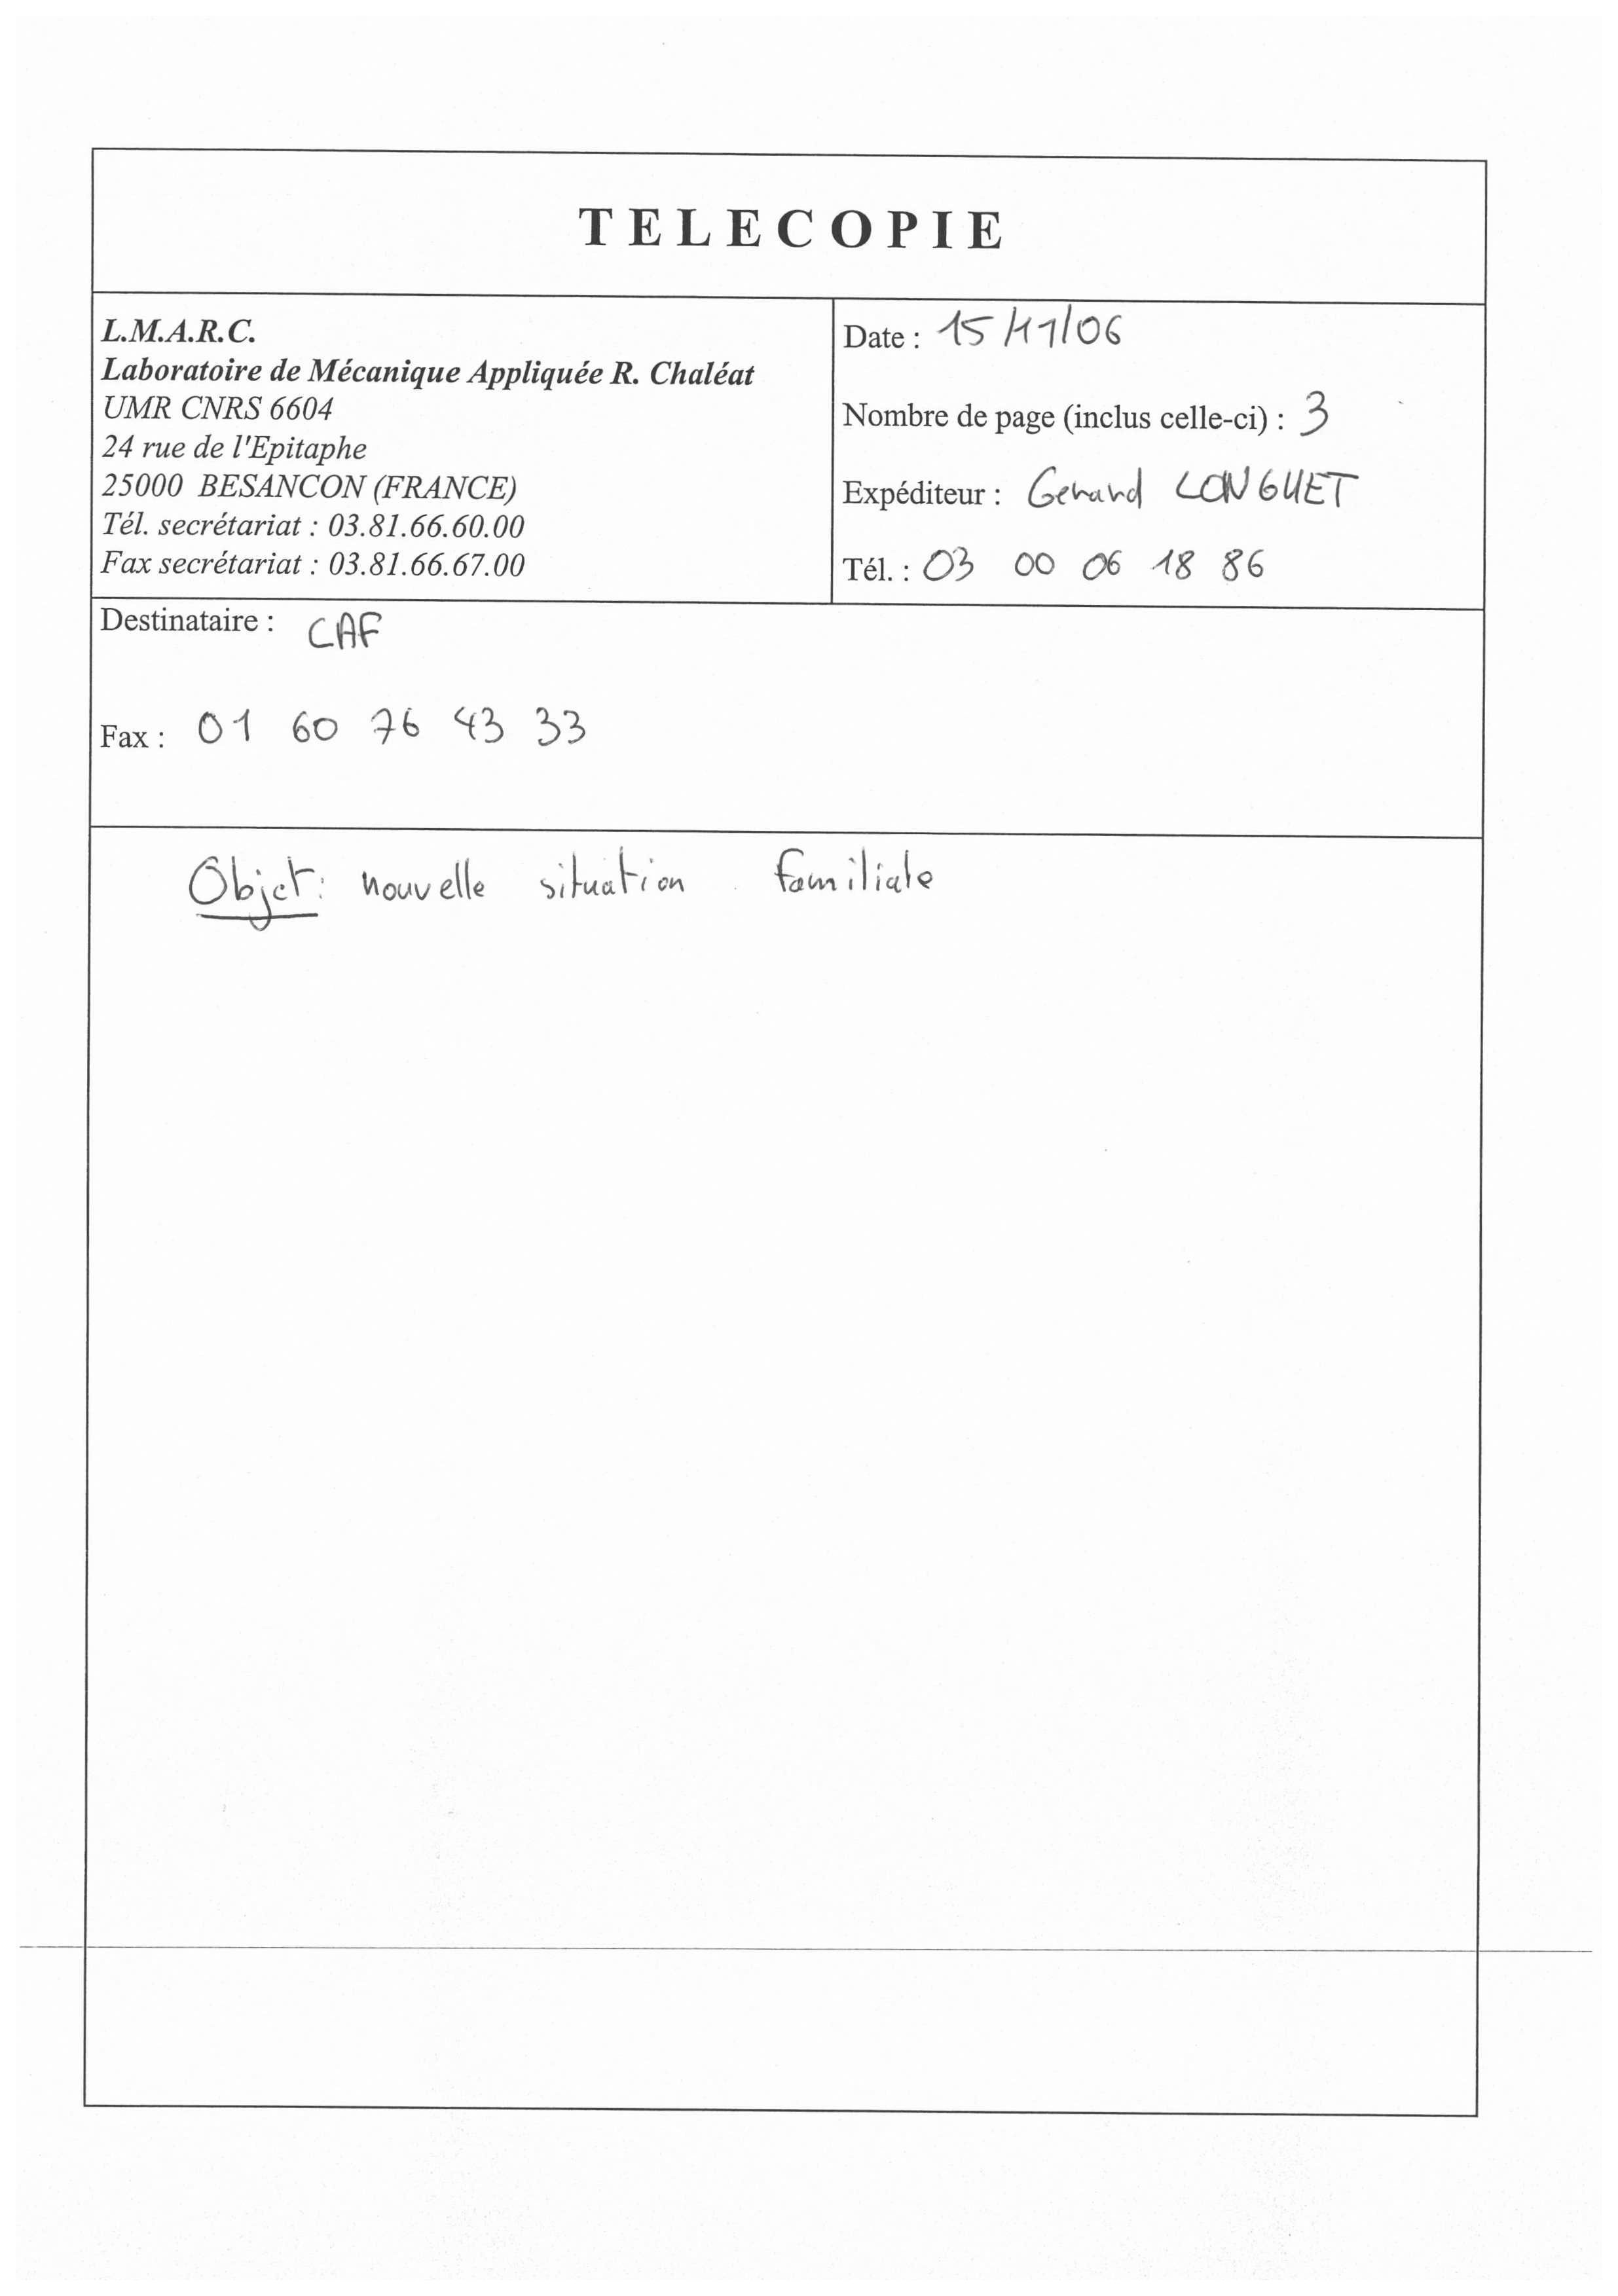 TELECOPIE
L.M.A.R.C.
Laboratoire de Mécanique Appliquée R. Chaléat
UMR CNRS 6604
24 rue de l'Epitaphe
25000 BESANCON (FRANCE)
Tél. secrétariat : 03.81.66.60.00
Fax secrétariat : 03.81.66.67.00
Date : 15/11/06
Nombre de page (inclus celle-ci) : 3
Expéditeur : Gerard LONGUET
Tél. : 03 00 06 18 86
Destinataire : CAF
Fax : 01 60 76 43 33
Objet: nouvelle situation familiale